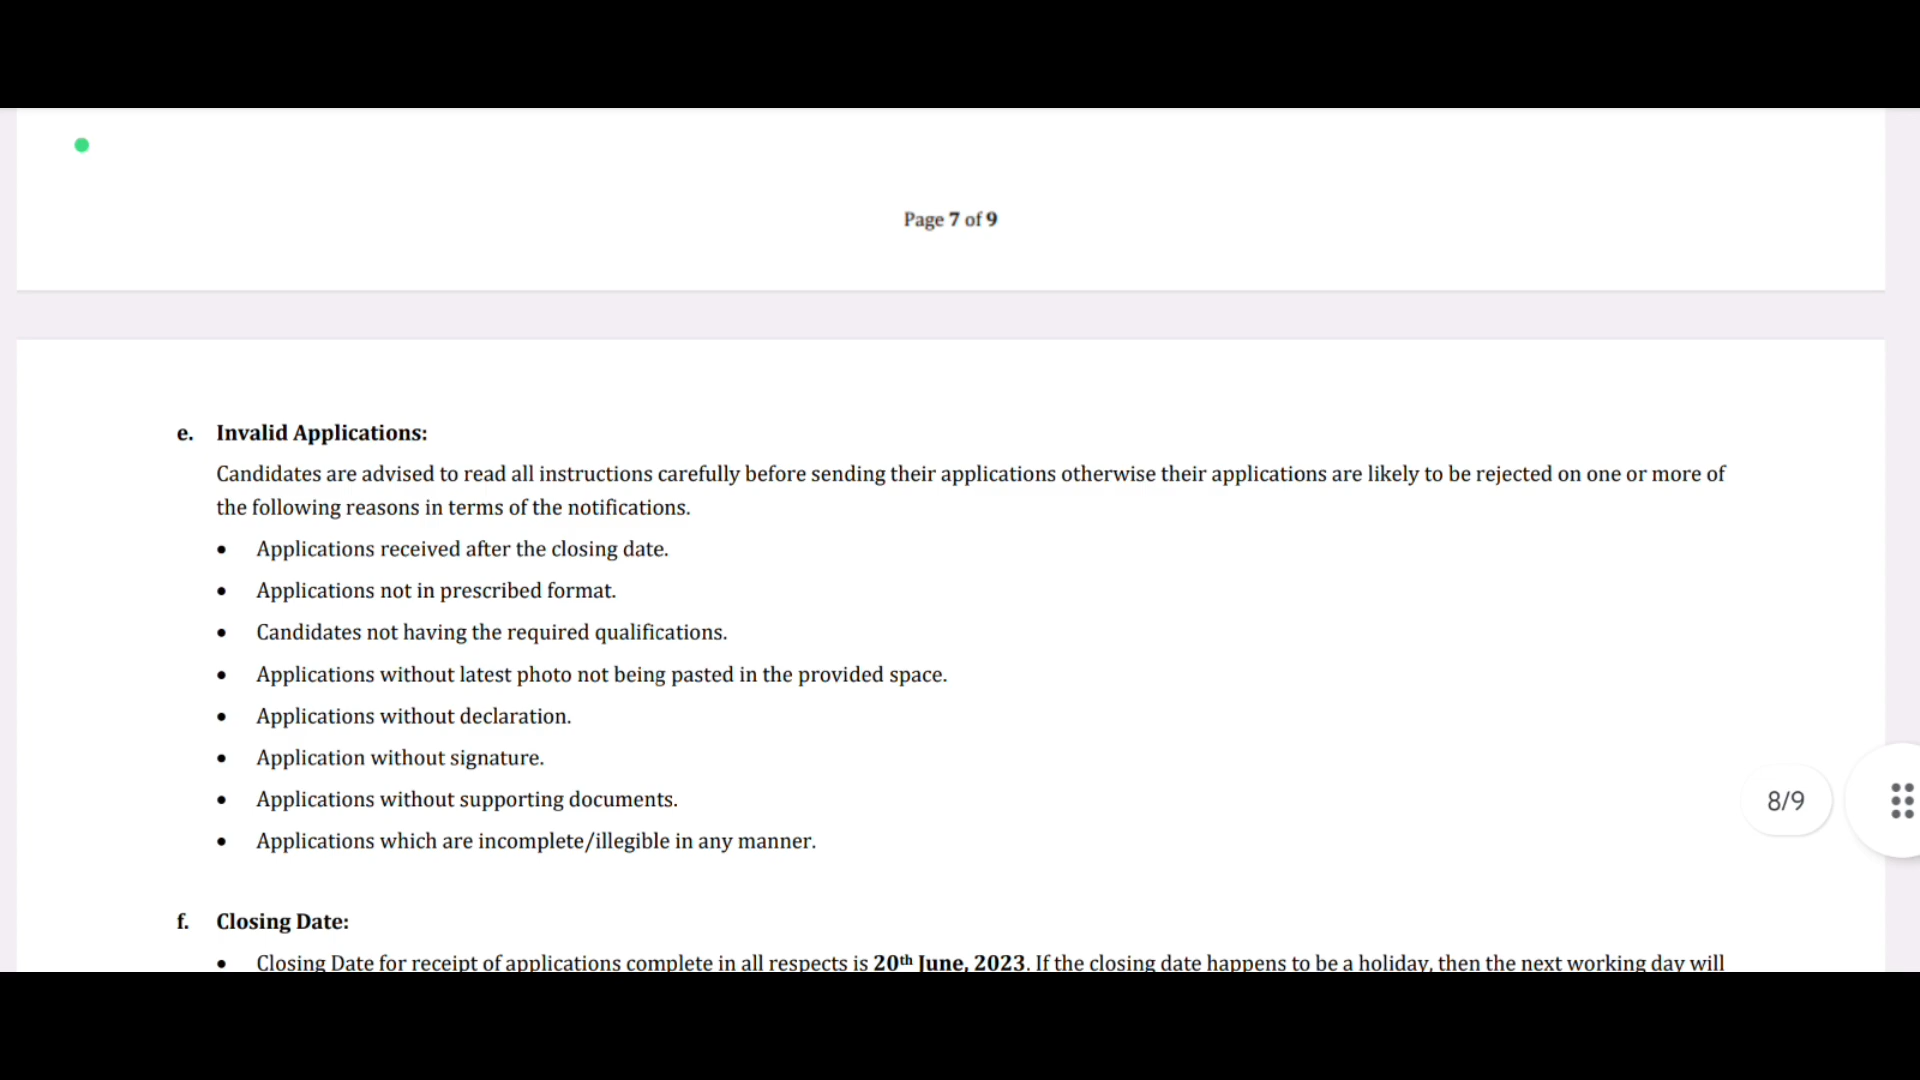 Page 7 of 9
e. Invalid Applications:
Candidates are advised to read all instructions carefully before sending their applications otherwise their applications are likely to be rejected on one or more of
the following reasons in terms of the notifications.
• Applications received after the closing date.
• Applications not in prescribed format.
• Candidates not having the required qualifications.
• Applications without latest photo not being pasted in the provided space.
• Applications without declaration.
• Application without signature.
• Applications without supporting documents.
8/9
• Applications which are incomplete/illegible in any manner.
f. Closing Date:
• Closing Date for receipt of applications complete in all respects is 20th June, 2023. If the closing date happens to be a holiday, then the next working day will